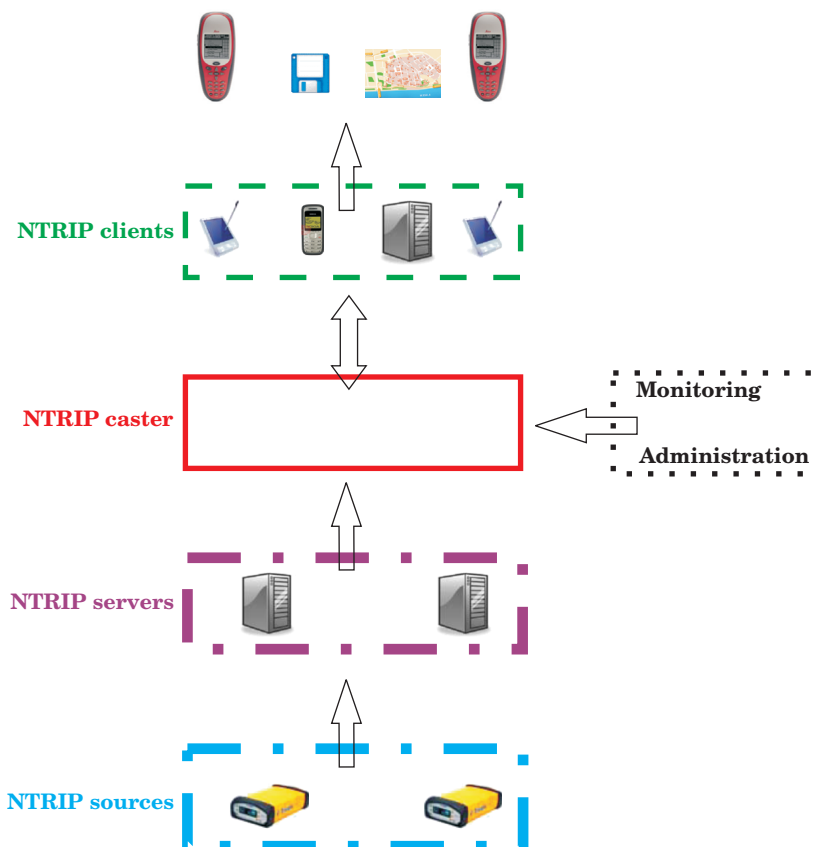 NTRIP clients
NTRIP caster
Monitoring
Administration
NTRIP servers
NTRIP sources